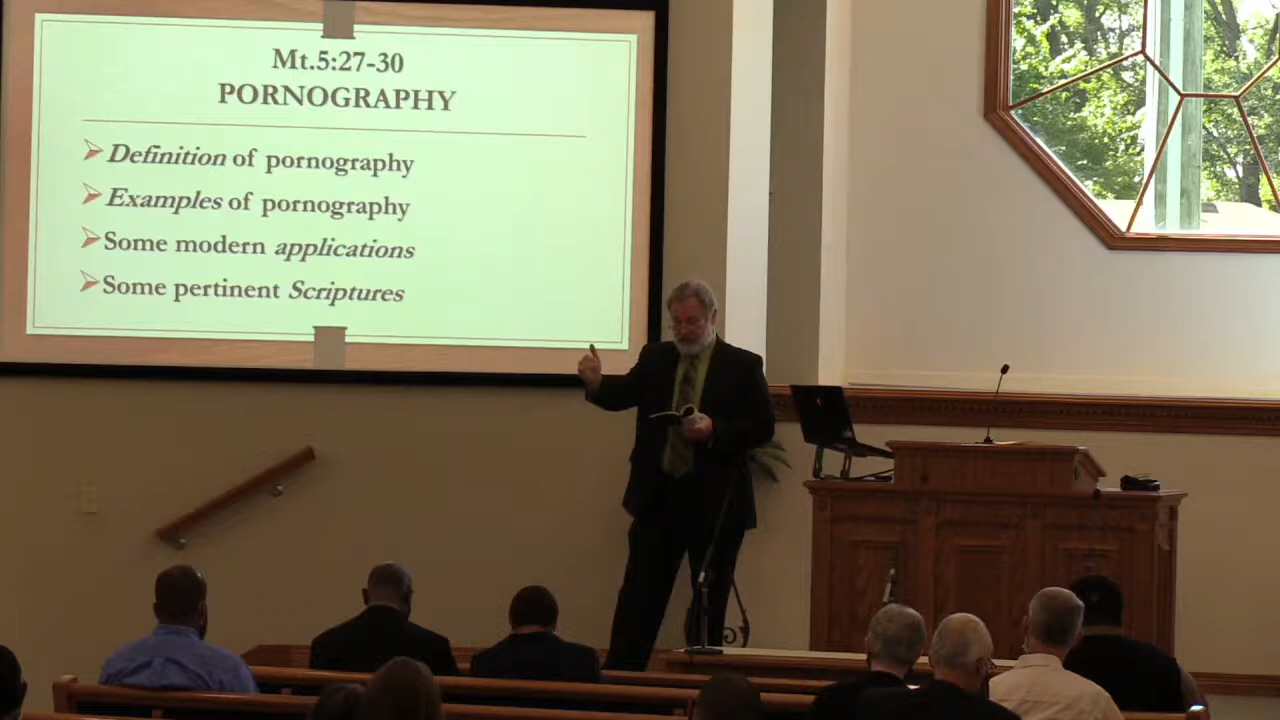 Mt.5:27-30
PORNOGRAPHY
Definition of pornography
Examples of pornography
Some modern applications
Some pertinent Scriptures